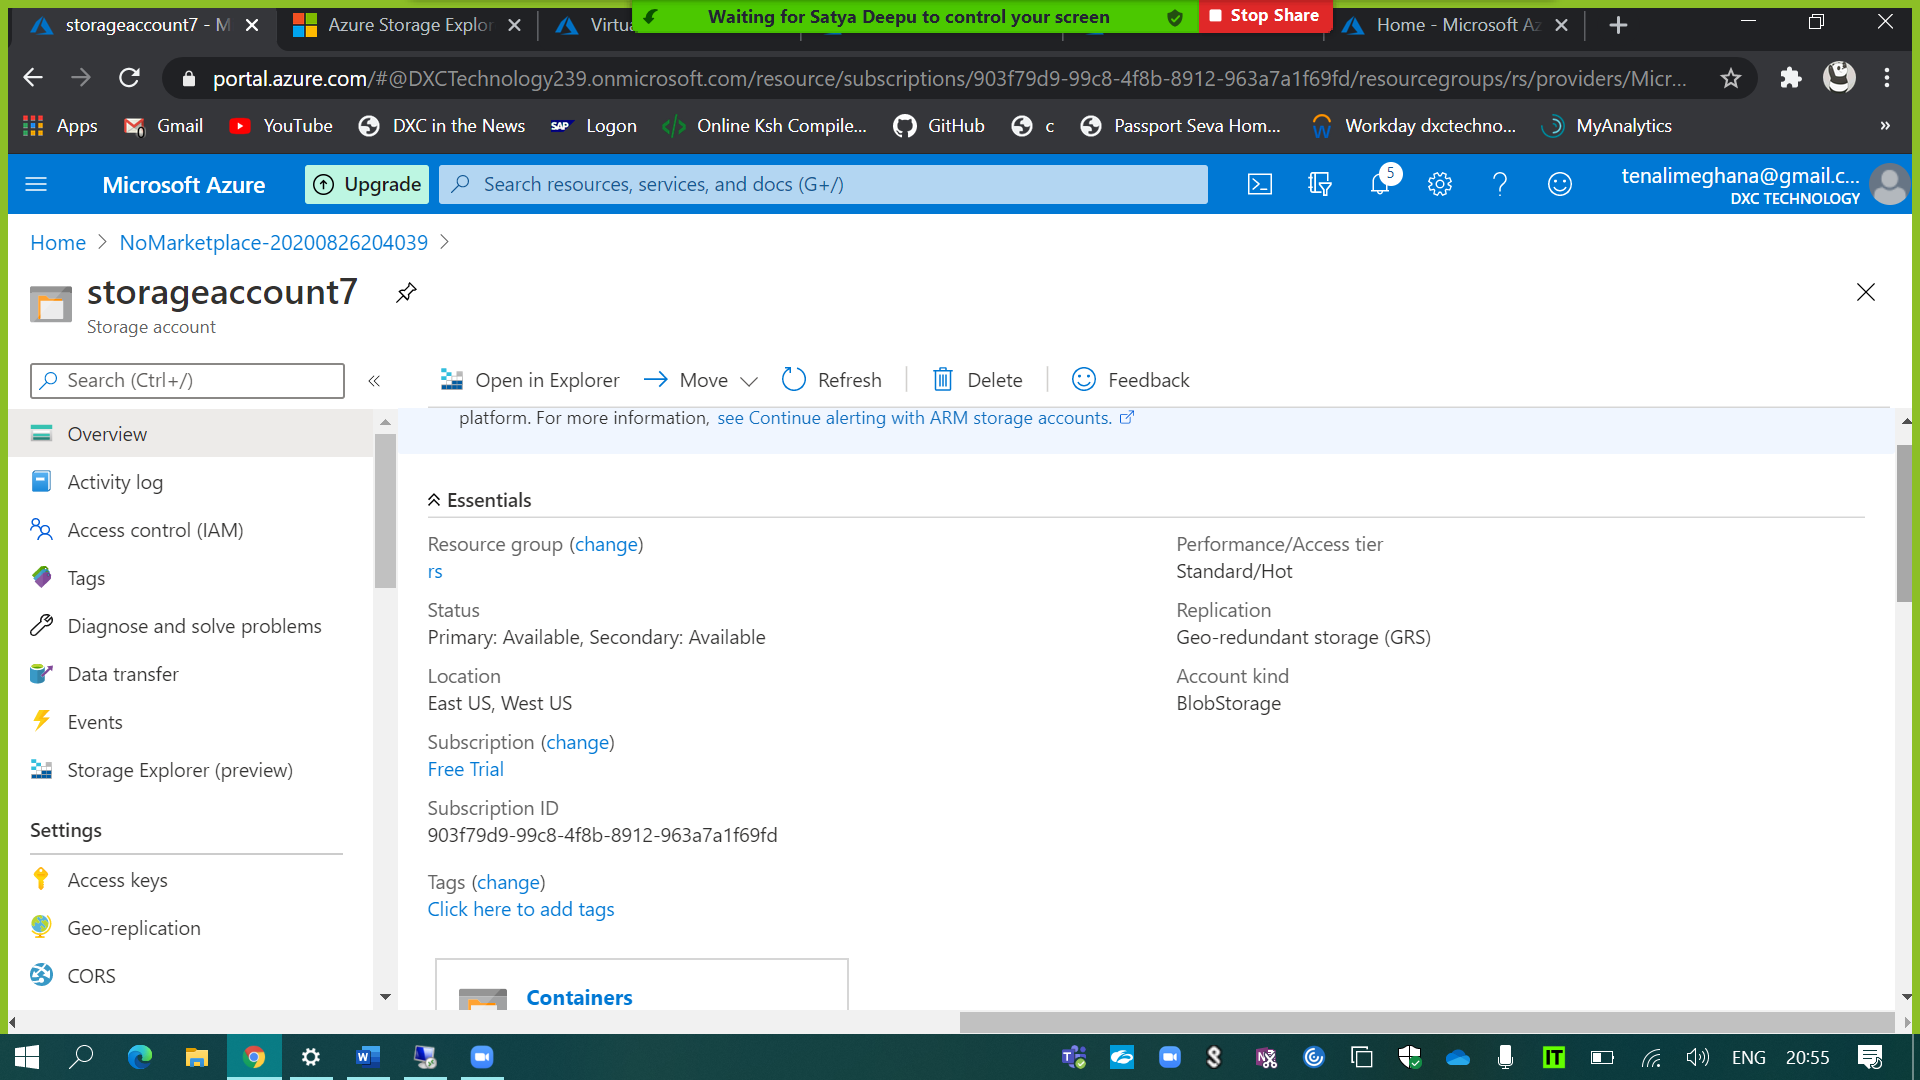 storageaccount7 - M
Azure Storage Explor
Virtu
Waiting for Satya Deepu to control your screen
Stop Share
Home - Microsoft Az
portal.azure.com/#@DXCTechnology239.onmicrosoft.com/resource/subscriptions/903f79d9-99c8-4f8b-8912-963a7a1f69fd/resourcegroups/rs/providers/Micr...
Apps
Gmail
YouTube
DXC in the News
SAP
Logon
Online Ksh Compile...
GitHub
c
Passport Seva Hom...
Workday dxctechno...
MyAnalytics
»
Microsoft Azure
Upgrade
Search resources, services, and docs (G+/)
5
tenalimeghana@gmail.c...
DXC TECHNOLOGY
Home > NoMarketplace-20200826204039 >
storageaccount7
Storage account
Search (Ctrl+/)
«
Open in Explorer
Move
Refresh
Delete
Feedback
platform. For more information, see Continue alerting with ARM storage accounts.
Overview
Activity log
Access control (IAM)
Tags
Diagnose and solve problems
Data transfer
Events
Storage Explorer (preview)
Settings
Access keys
Geo-replication
CORS
Essentials
Resource group (change)
rs
Status
Primary: Available, Secondary: Available
Location
East US, West US
Subscription (change)
Free Trial
Subscription ID
903f79d9-99c8-4f8b-8912-963a7a1f69fd
Tags (change)
Click here to add tags
Performance/Access tier
Standard/Hot
Replication
Geo-redundant storage (GRS)
Account kind
BlobStorage
Containers
ENG
20:55